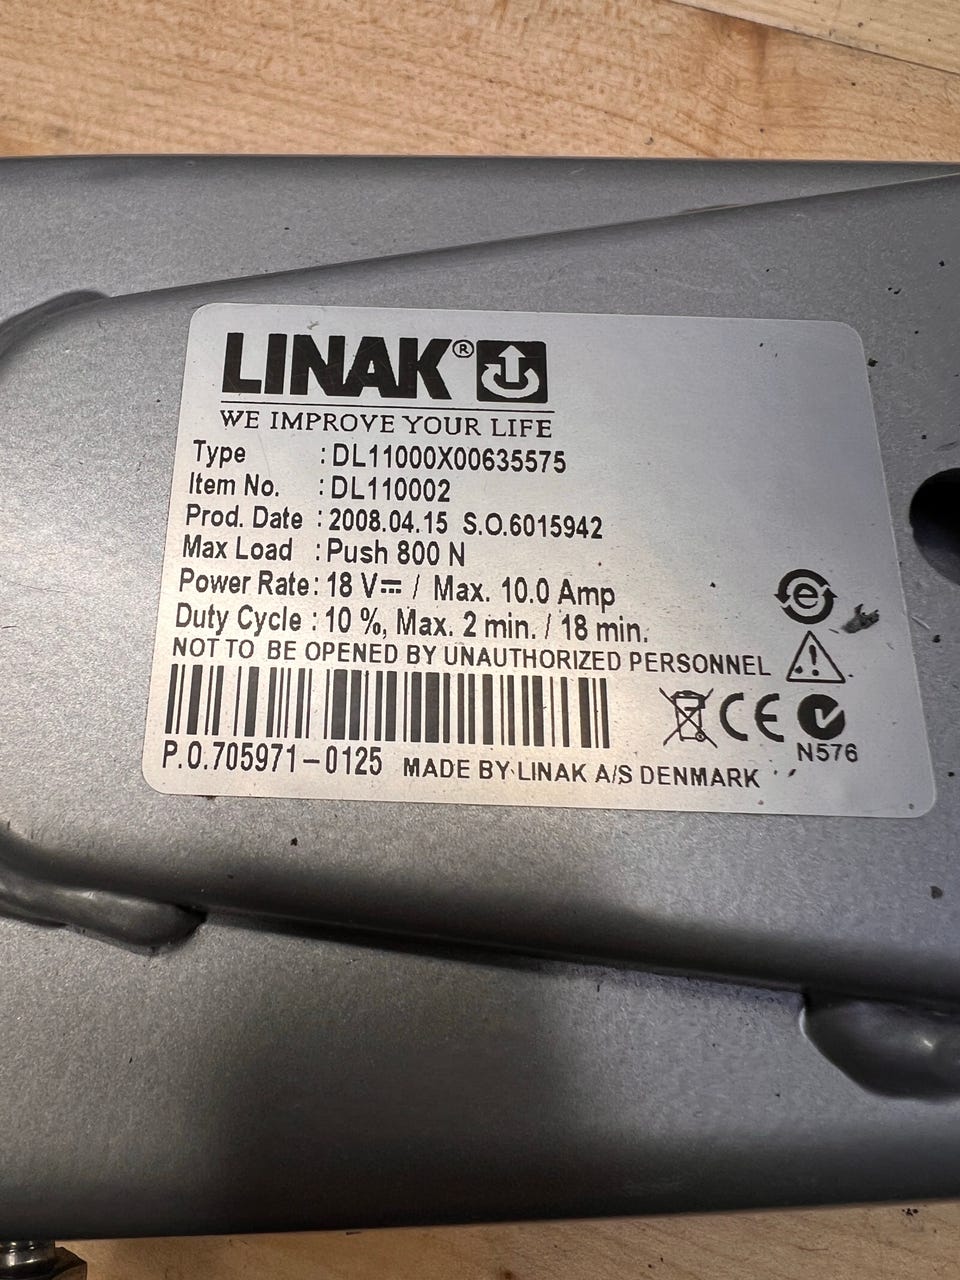 LINAK®
WE IMPROVE YOUR LIFE
Type : DL11000X00635575
Item No. : DL110002
Prod. Date : 2008.04.15 S.O.6015942
Max Load : Push 800 N
Power Rate: 18 V⎓ / Max. 10.0 Amp
Duty Cycle : 10 %, Max. 2 min. / 18 min.
NOT TO BE OPENED BY UNAUTHORIZED PERSONNEL
e
CE
N576
P.O.705971-0125 MADE BY LINAK A/S DENMARK